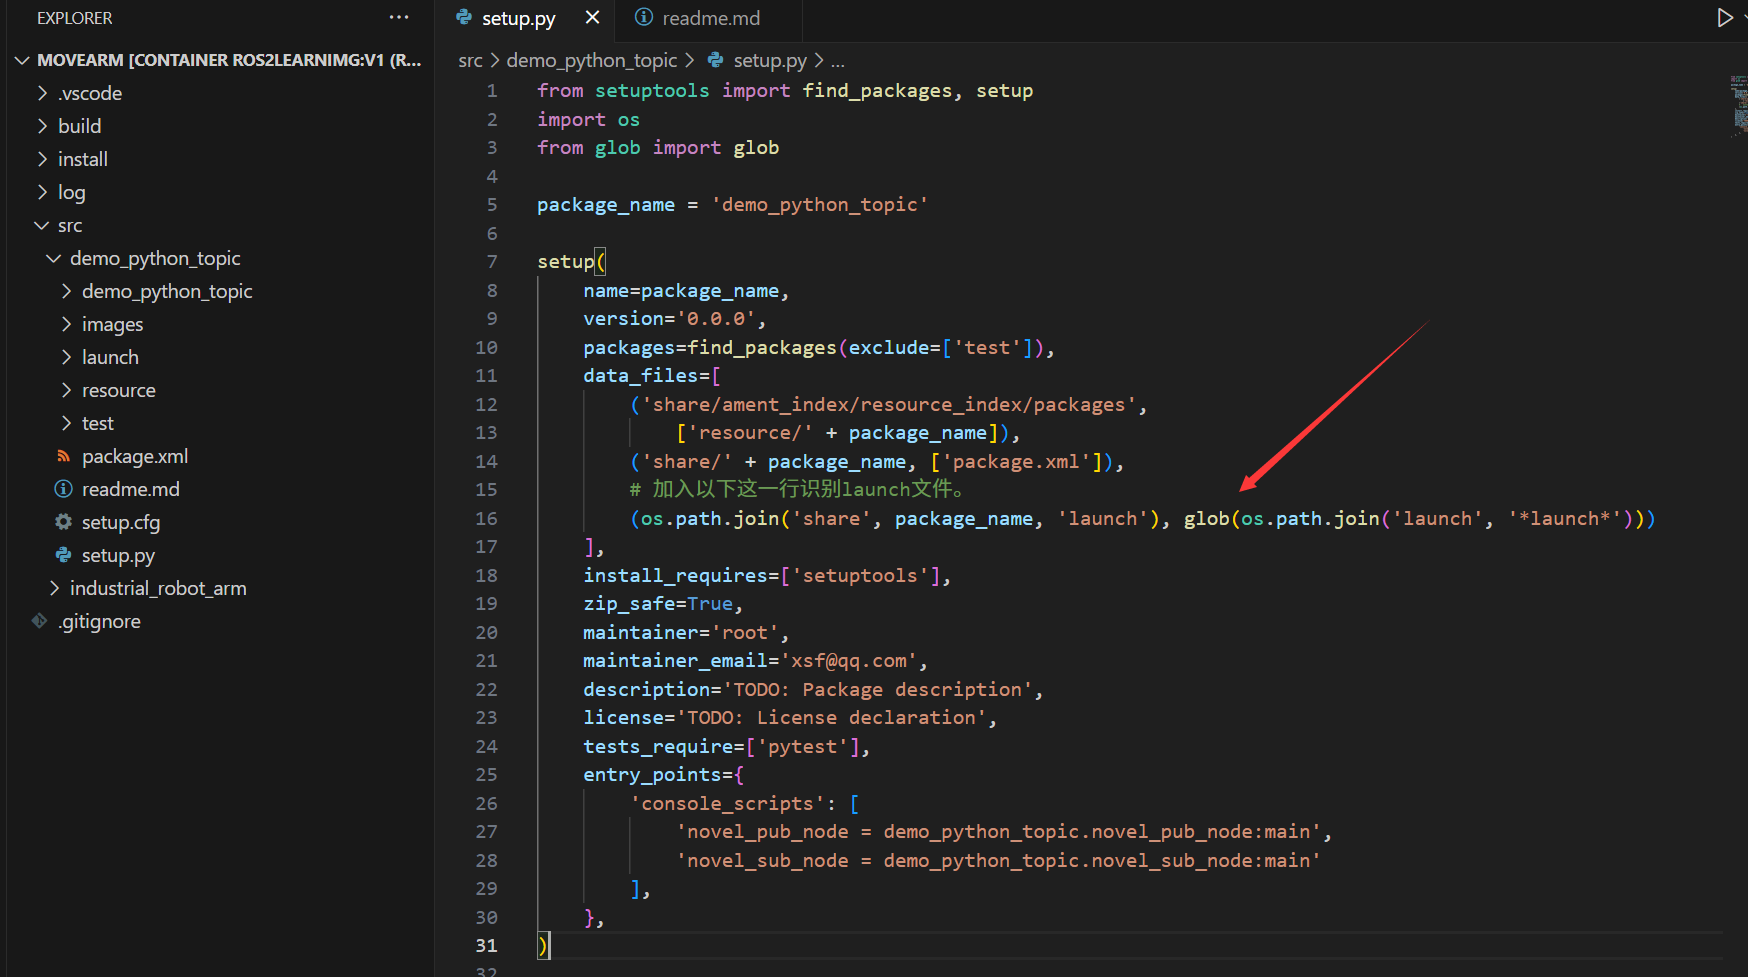 EXPLORER
···
MOVEARM [CONTAINER ROS2LEARNIMG:V1 (R...
.vscode
build
install
log
src
demo_python_topic
demo_python_topic
images
launch
resource
test
package.xml
readme.md
setup.cfg
setup.py
industrial_robot_arm
.gitignore
setup.py
readme.md
src > demo_python_topic > setup.py > ...
1 from setuptools import find_packages, setup
2 import os
3 from glob import glob
4
5 package_name = 'demo_python_topic'
6
7 setup(
8     name=package_name,
9     version='0.0.0',
10     packages=find_packages(exclude=['test']),
11     data_files=[
12         ('share/ament_index/resource_index/packages',
13             ['resource/' + package_name]),
14         ('share/' + package_name, ['package.xml']),
15         # 加入以下这一行识别launch文件。
16         (os.path.join('share', package_name, 'launch'), glob(os.path.join('launch', '*launch*')))
17     ],
18     install_requires=['setuptools'],
19     zip_safe=True,
20     maintainer='root',
21     maintainer_email='xsf@qq.com',
22     description='TODO: Package description',
23     license='TODO: License declaration',
24     tests_require=['pytest'],
25     entry_points={
26         'console_scripts': [
27             'novel_pub_node = demo_python_topic.novel_pub_node:main',
28             'novel_sub_node = demo_python_topic.novel_sub_node:main'
29         ],
30     },
31 )
32